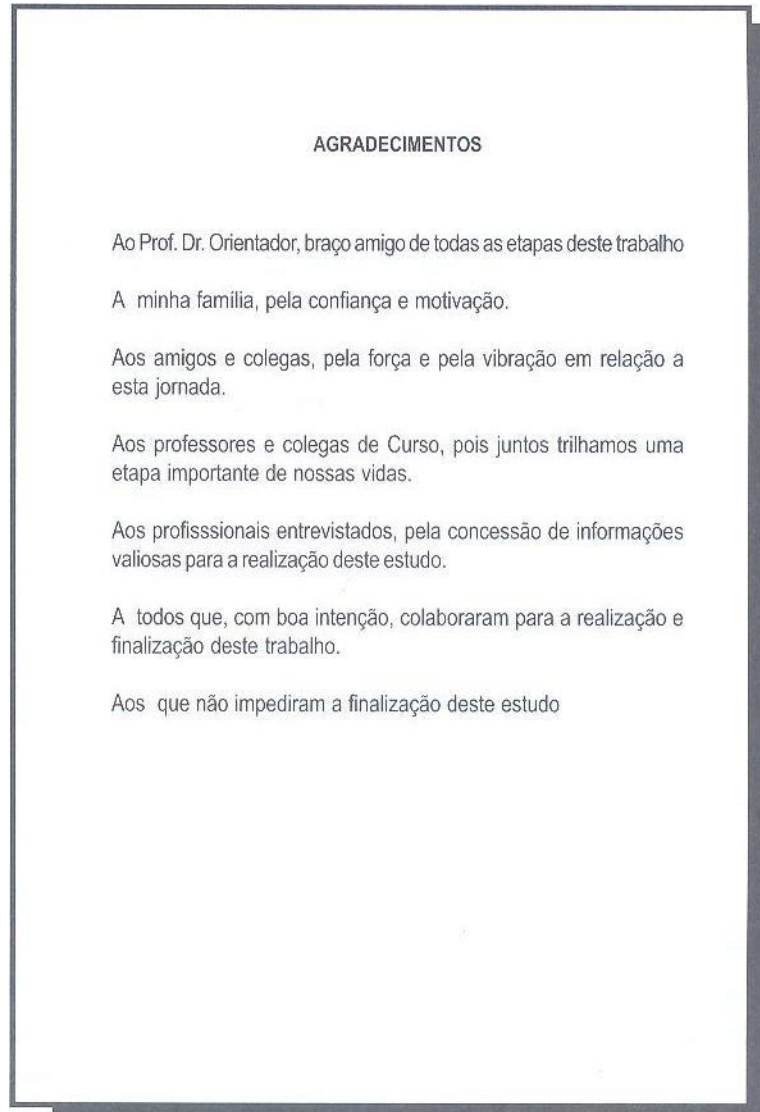 AGRADECIMENTOS
Ao Prof. Dr. Orientador, braço amigo de todas as etapas deste trabalho
A minha família, pela confiança e motivação.
Aos amigos e colegas, pela força e pela vibração em relação a
esta jornada.
Aos professores e colegas de Curso, pois juntos trilhamos uma
etapa importante de nossas vidas.
Aos profisssionais entrevistados, pela concessão de informações
valiosas para a realização deste estudo.
A todos que, com boa intenção, colaboraram para a realização e
finalização deste trabalho.
Aos que não impediram a finalização deste estudo